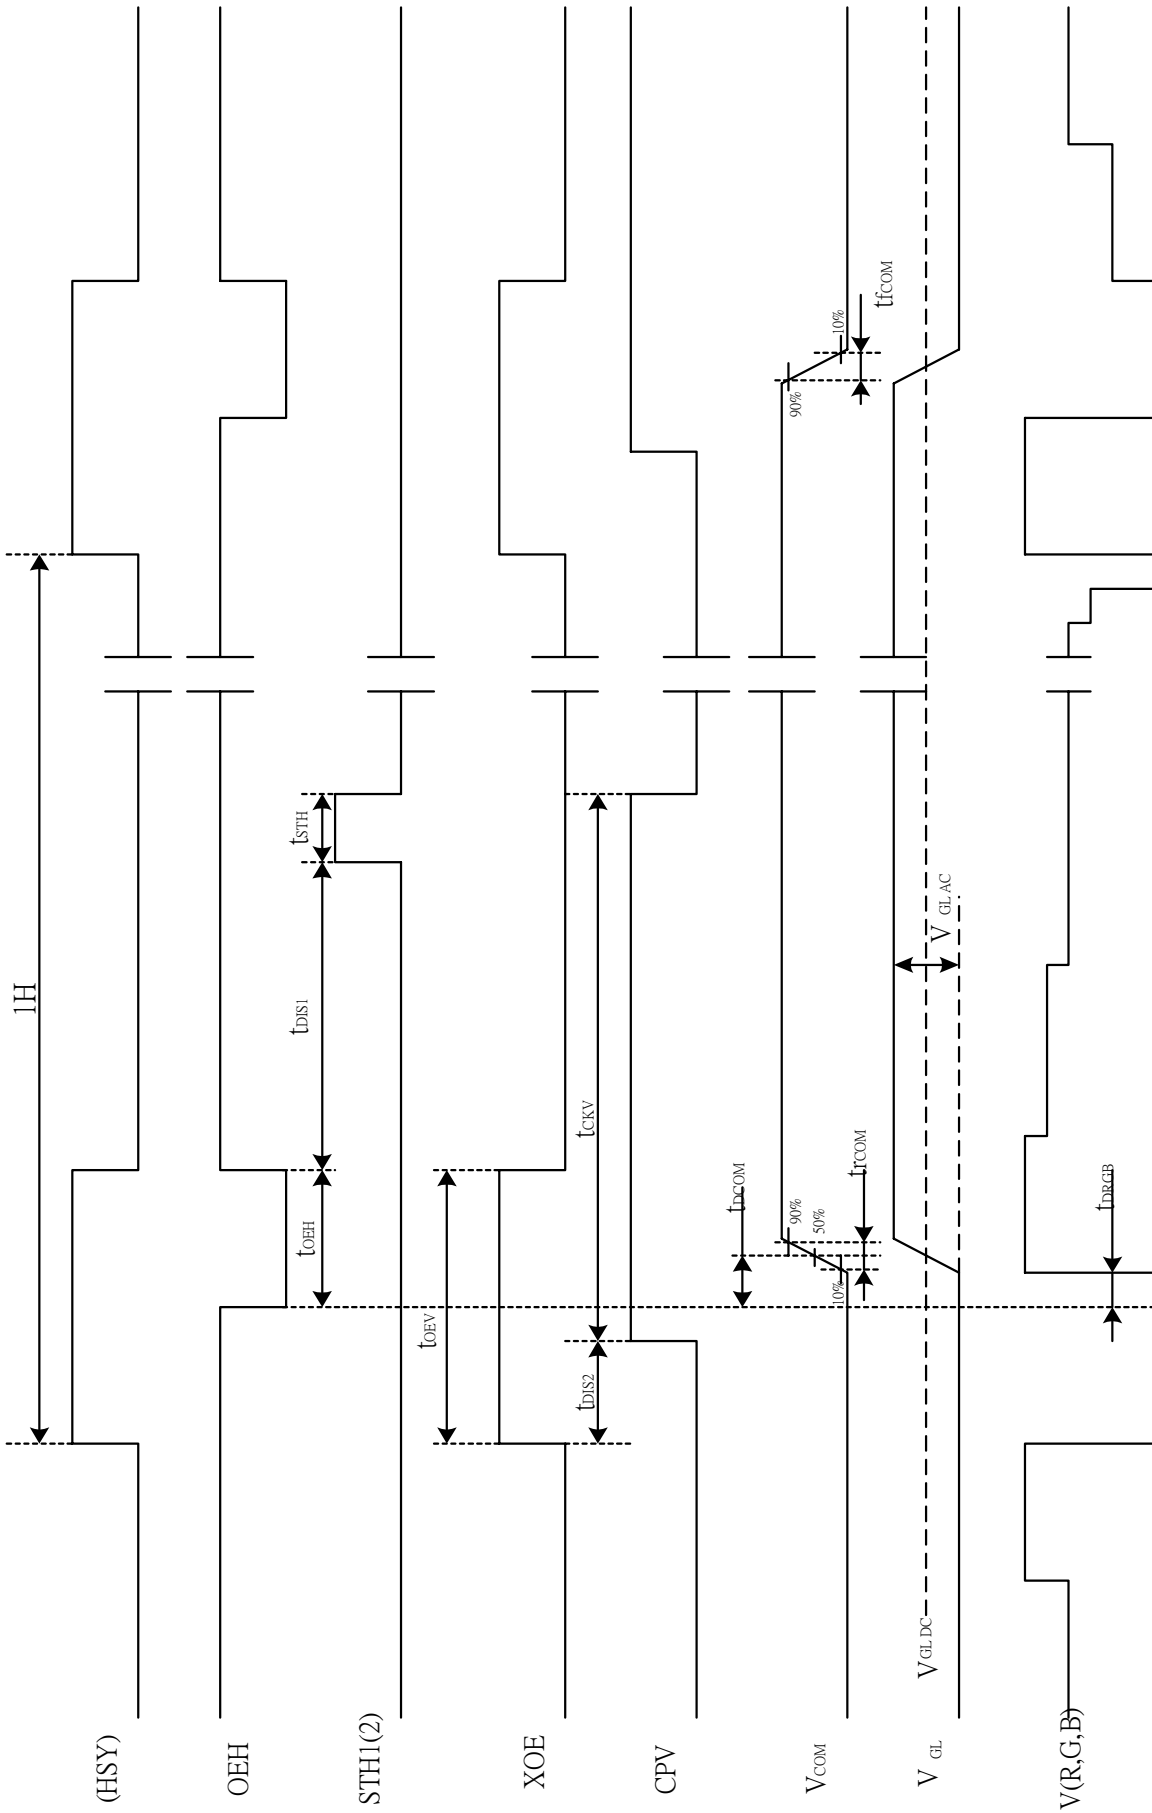 1H
(HSY)
tOEH
tDIS1
tSTH
OEH
STH1(2)
tOEV
XOE
tDIS2
tCKV
CPV
tDCOM
90%
50%
10%
trCOM
90%
10%
tfCOM
VCOM
V GL AC
VGL DC
V GL
tDRGB
V(R,G,B)